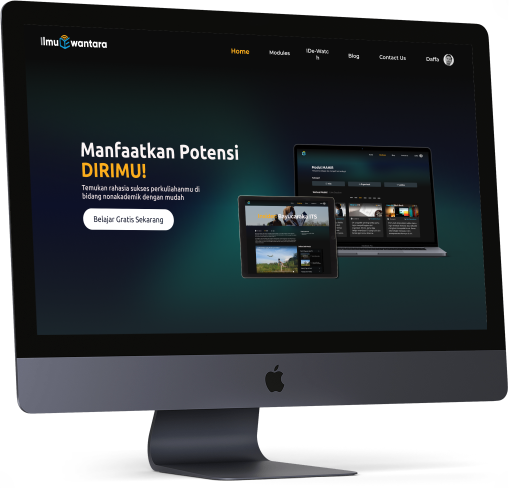 Ilmu wantara
Home
Modules
IDe-Watc
h
Blog
Contact Us
Daffa
Manfaatkan Potensi
DIRIMU!
Temukan rahasia sukses perkuliahanmu di
bidang nonakademik dengan mudah
Belajar Gratis Sekarang